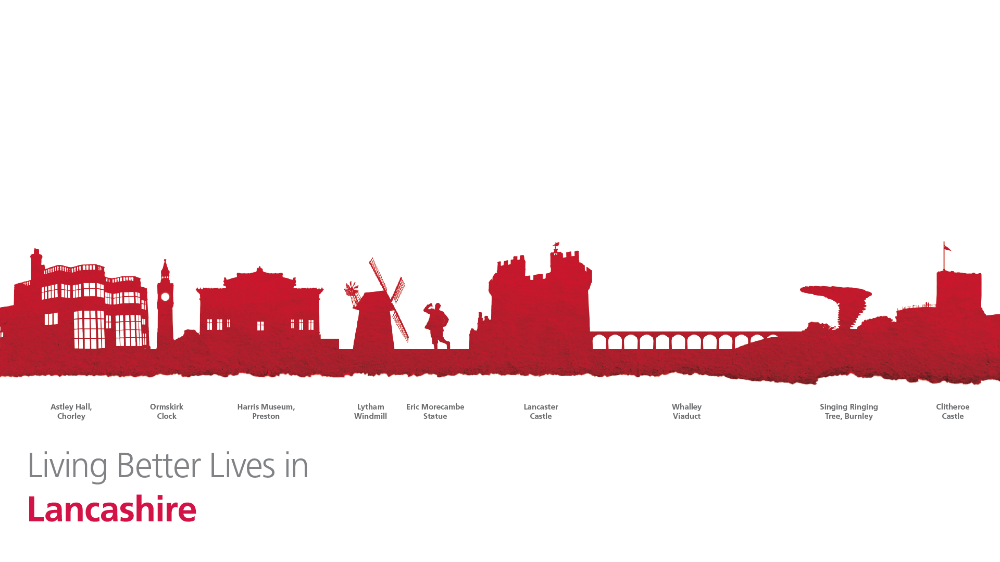 Astley Hall,
Chorley
Ormskirk
Clock
Harris Museum,
Preston
Lytham
Windmill
Eric Morecambe
Statue
Lancaster
Castle
Whalley
Viaduct
Singing Ringing
Tree, Burnley
Clitheroe
Castle
Living Better Lives in
Lancashire